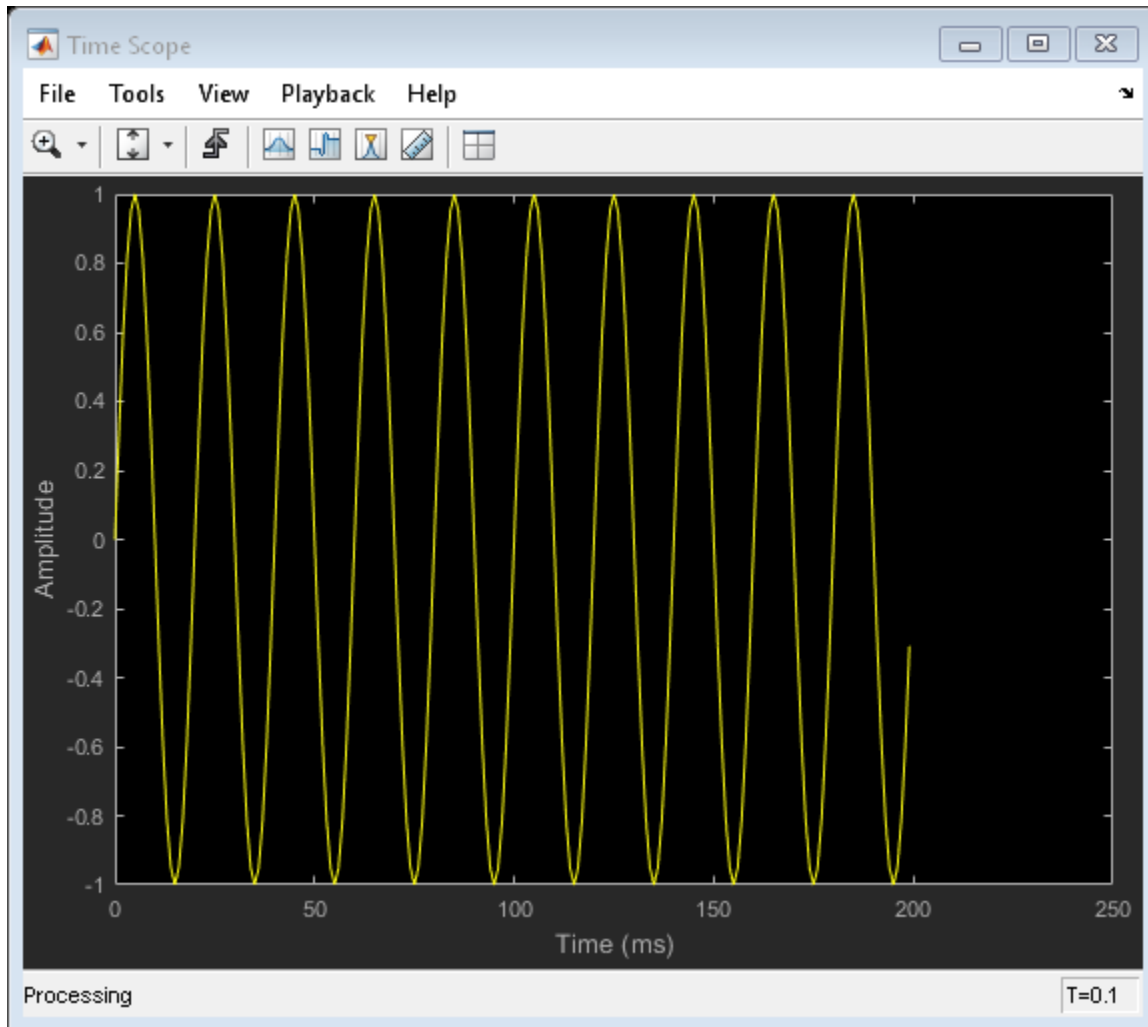 Time Scope
File Tools View Playback Help
1
0.8
0.6
0.4
0.2
0
-0.2
-0.4
-0.6
-0.8
-1
Amplitude
0 50 100 150 200 250
Time (ms)
Processing T=0.1